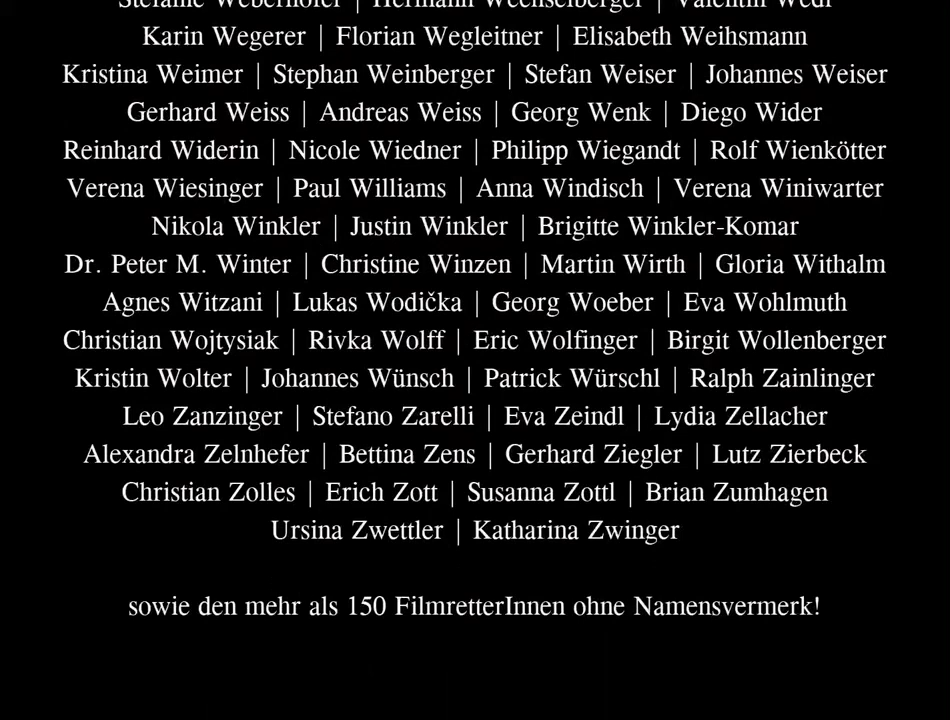 Stefanie Weberhofer | Hermann Wechselberger | Valentin Wedl
Karin Wegerer | Florian Wegleitner | Elisabeth Weihsmann
Kristina Weimer | Stephan Weinberger | Stefan Weiser | Johannes Weiser
Gerhard Weiss | Andreas Weiss | Georg Wenk | Diego Wider
Reinhard Widerin | Nicole Wiedner | Philipp Wiegandt | Rolf Wienkötter
Verena Wiesinger | Paul Williams | Anna Windisch | Verena Winiwarter
Nikola Winkler | Justin Winkler | Brigitte Winkler-Komar
Dr. Peter M. Winter | Christine Winzen | Martin Wirth | Gloria Withalm
Agnes Witzani | Lukas Wodička | Georg Woeber | Eva Wohlmuth
Christian Wojtysiak | Rivka Wolff | Eric Wolfinger | Birgit Wollenberger
Kristin Wolter | Johannes Wünsch | Patrick Würschl | Ralph Zainlinger
Leo Zanzinger | Stefano Zarelli | Eva Zeindl | Lydia Zellacher
Alexandra Zelnhefer | Bettina Zens | Gerhard Ziegler | Lutz Zierbeck
Christian Zolles | Erich Zott | Susanna Zottl | Brian Zumhagen
Ursina Zwettler | Katharina Zwinger
sowie den mehr als 150 FilmretterInnen ohne Namensvermerk!